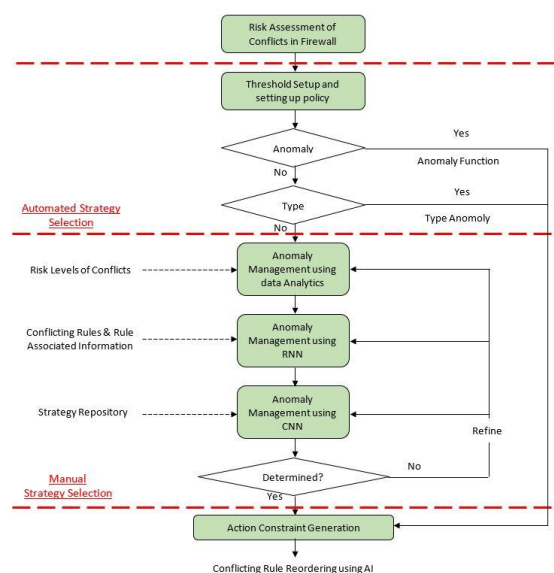 Risk Assessment of
Conflicts in Firewall
Threshold Setup and
setting up policy
Anomaly
Yes
Anomaly Function
No
Type
Yes
Type Anomoly
Automated Strategy
Selection
No
Risk Levels of Conflicts
Anomaly
Management using
data Analytics
Conflicting Rules & Rule
Associated Information
Anomaly
Management using
RNN
Strategy Repository
Anomaly
Management using
CNN
Refine
Determined?
No
Manual
Strategy Selection
Yes
Action Constraint Generation
Conflicting Rule Reordering using AI